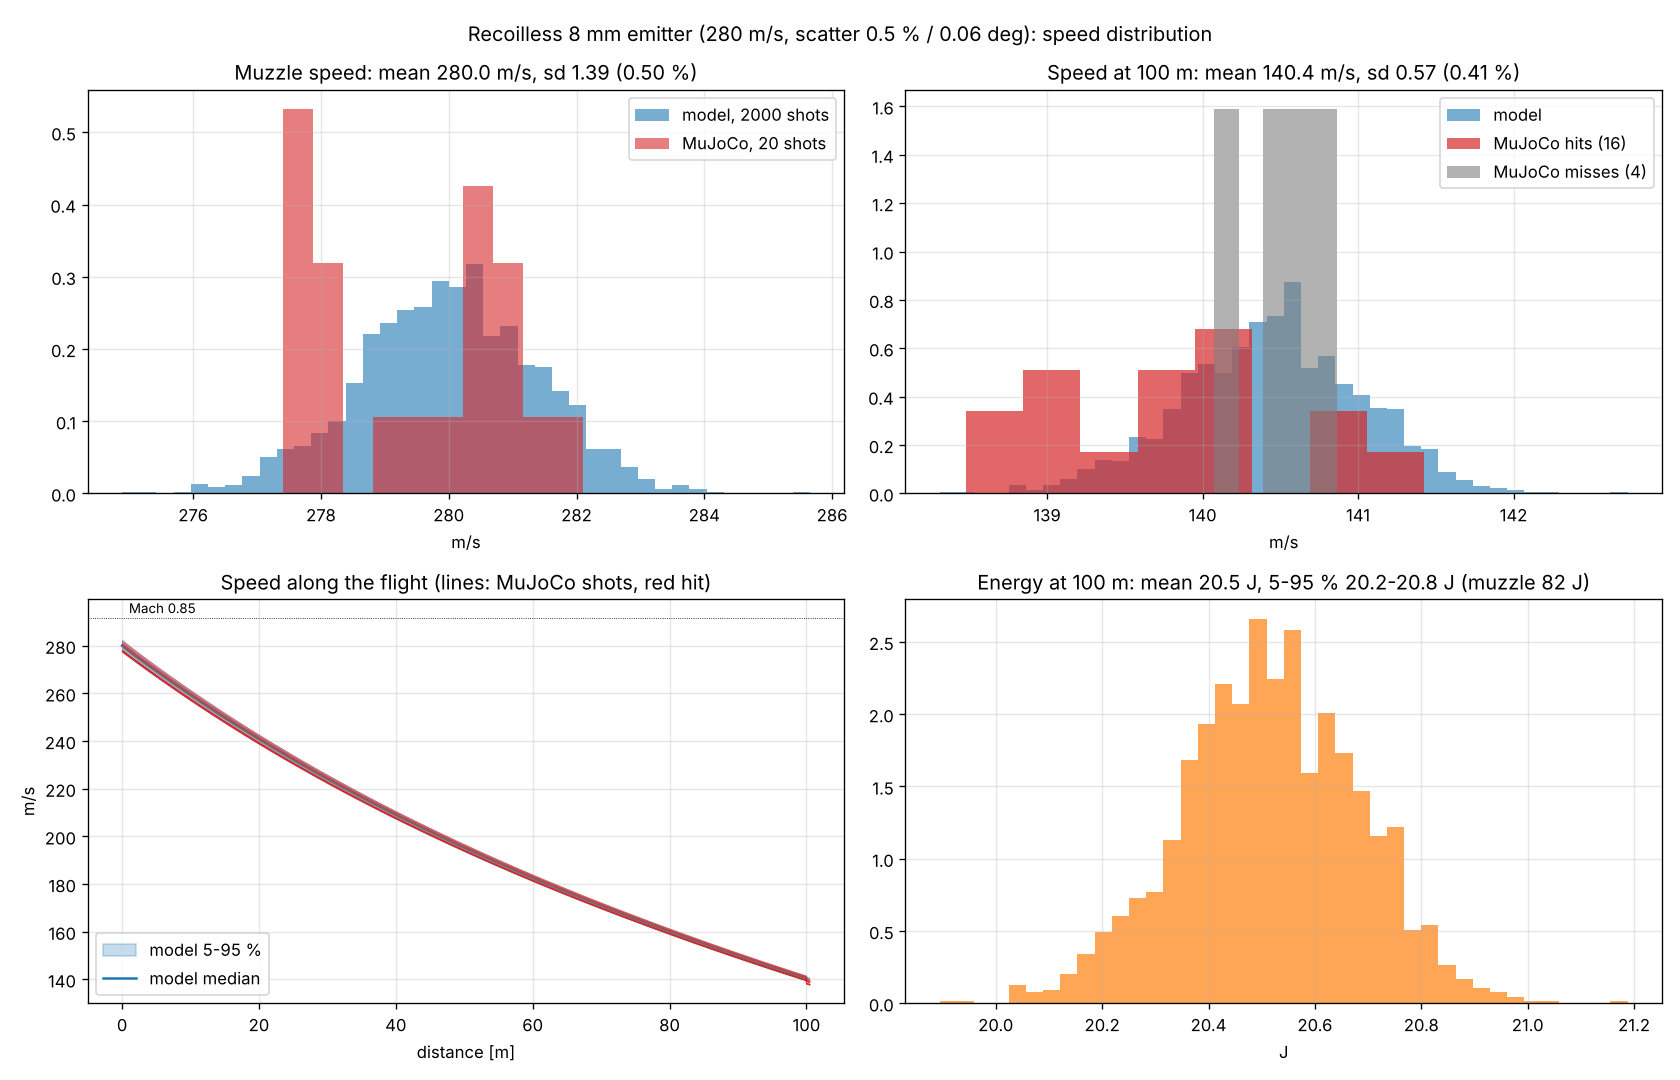 Recoilless 8 mm emitter (280 m/s, scatter 0.5 % / 0.06 deg): speed distribution
Muzzle speed: mean 280.0 m/s, sd 1.39 (0.50 %)
model, 2000 shots
MuJoCo, 20 shots
0.5
0.4
0.3
0.2
0.1
0.0
276 278 280 282 284 286
m/s
Speed at 100 m: mean 140.4 m/s, sd 0.57 (0.41 %)
model
MuJoCo hits (16)
MuJoCo misses (4)
1.6
1.4
1.2
1.0
0.8
0.6
0.4
0.2
0.0
139 140 141 142
m/s
Speed along the flight (lines: MuJoCo shots, red hit)
Mach 0.85
280
260
240
220
200
180
160
140
m/s
model 5-95 %
model median
0 20 40 60 80 100
distance [m]
Energy at 100 m: mean 20.5 J, 5-95 % 20.2-20.8 J (muzzle 82 J)
2.5
2.0
1.5
1.0
0.5
0.0
20.0 20.2 20.4 20.6 20.8 21.0 21.2
J